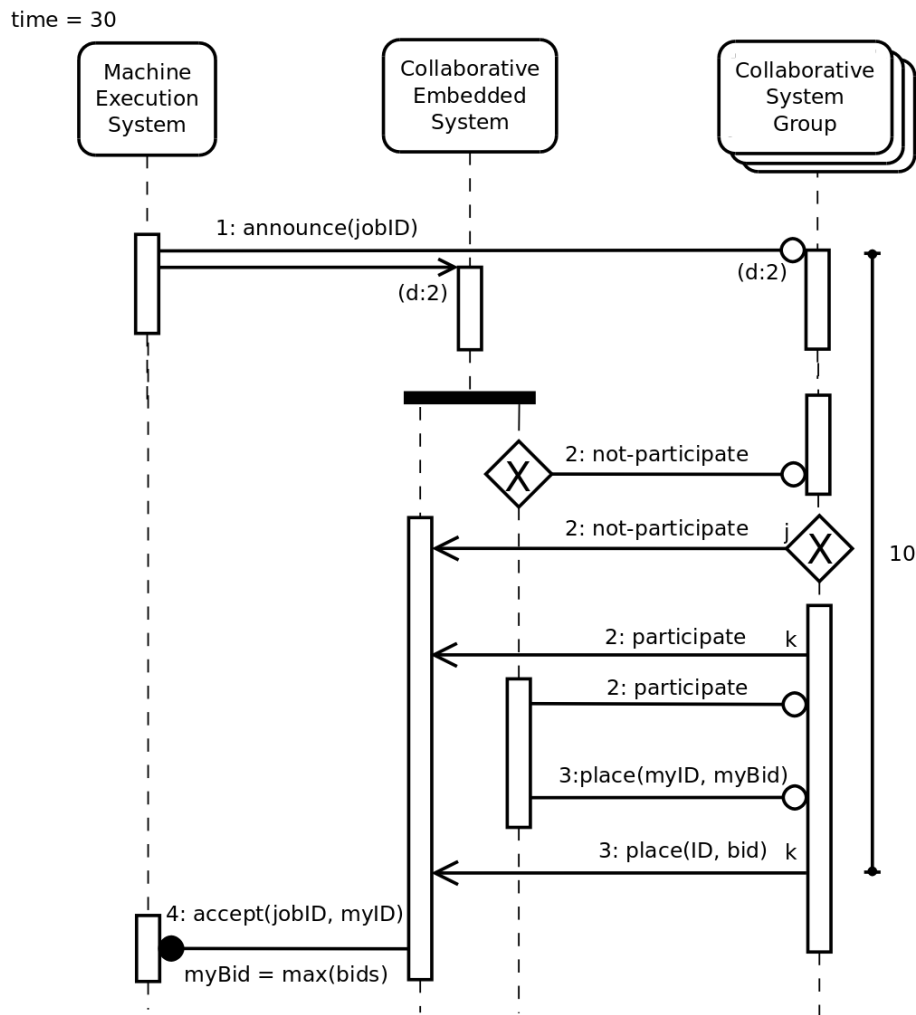 time = 30
Machine
Execution
System
Collaborative
Embedded
System
Collaborative
System
Group
1: announce(jobID)
(d:2)
(d:2)
2: not-participate
X
2: not-participate
j
X
10
2: participate
k
2: participate
3:place(myID, myBid)
3: place(ID, bid)
k
4: accept(jobID, myID)
myBid = max(bids)